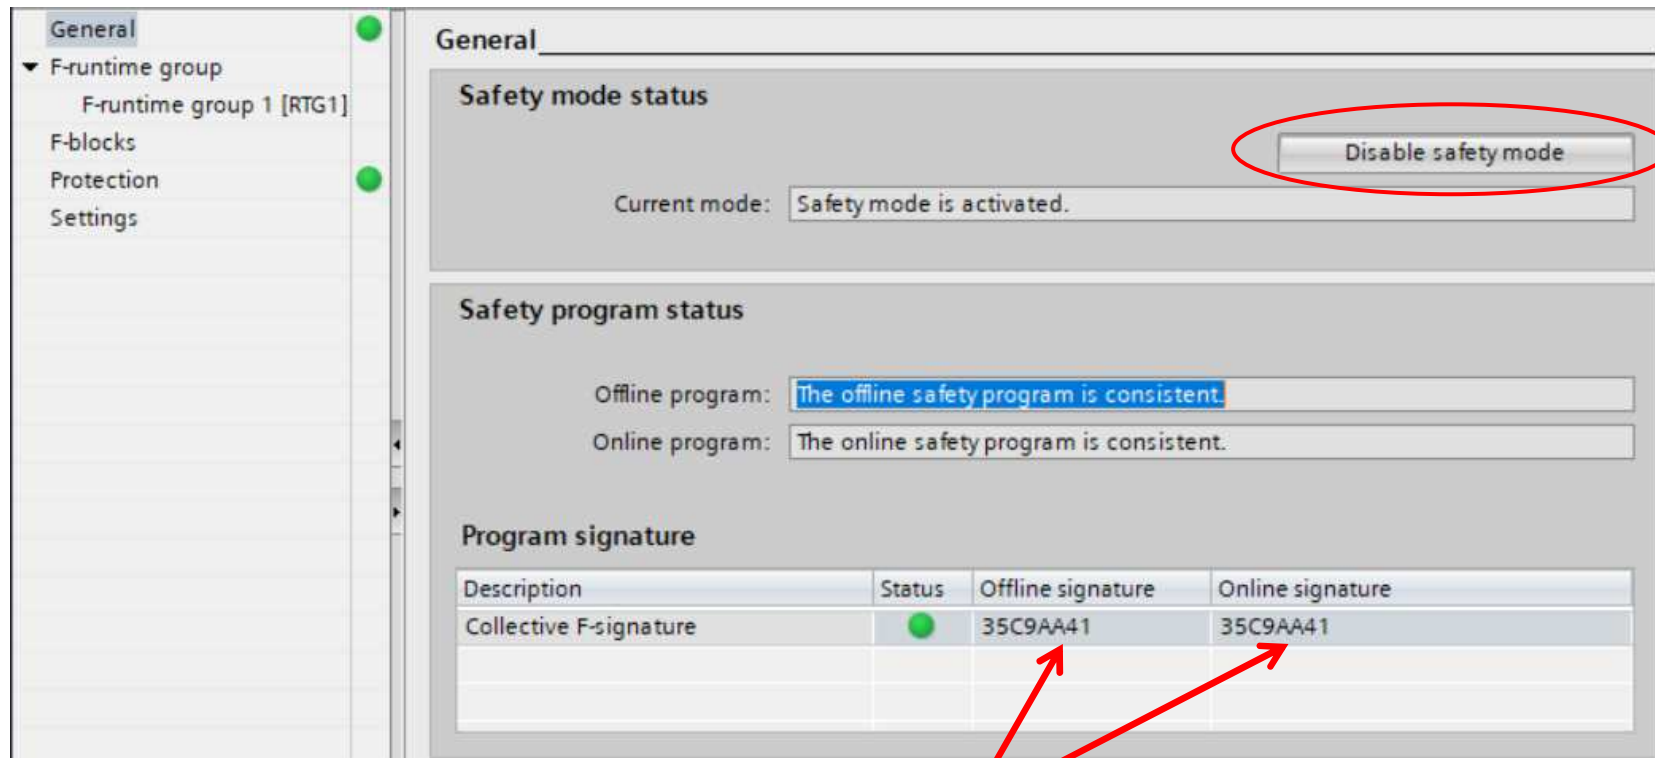 General
F-runtime group
F-runtime group 1 [RTG1]
F-blocks
Protection
Settings
General
Safety mode status
Disable safety mode
Current mode: Safety mode is activated.
Safety program status
Offline program: The offline safety program is consistent.
Online program: The online safety program is consistent.
Program signature
Description Status Offline signature Online signature
Collective F-signature 35C9AA41 35C9AA41